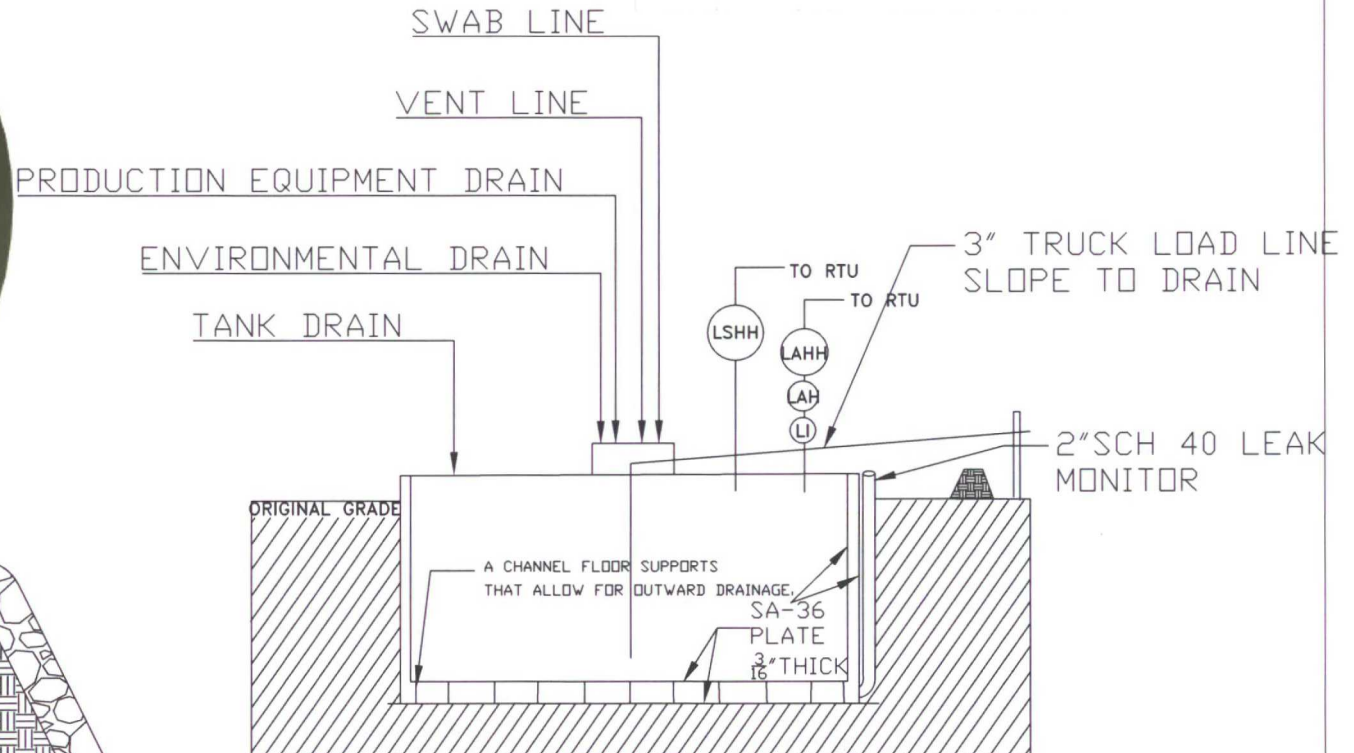 SWAB LINE
VENT LINE
PRODUCTION EQUIPMENT DRAIN
ENVIRONMENTAL DRAIN
TANK DRAIN
3" TRUCK LOAD LINE
SLOPE TO DRAIN
TO RTU
TO RTU
LSHH
LAHH
LAH
LI
2"SCH 40 LEAK
MONITOR
ORIGINAL GRADE
A CHANNEL FLOOR SUPPORTS
THAT ALLOW FOR OUTWARD DRAINAGE.
SA-36
PLATE
3/16"THICK